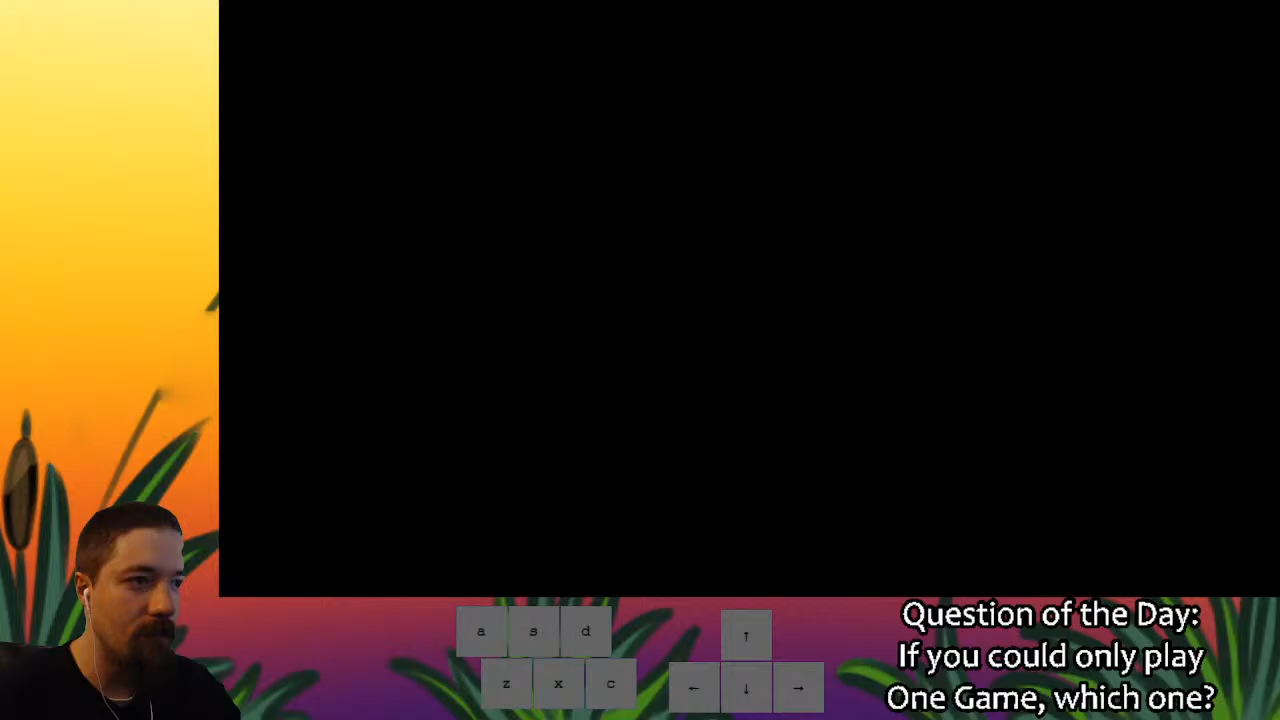 a s d
z x c
↑
← ↓ →
Question of the Day:
If you could only play
One Game, which one?